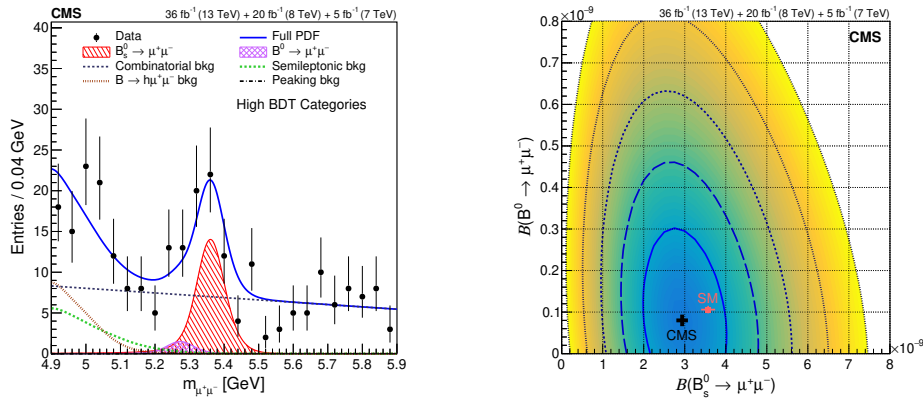 CMS 36 fb⁻¹ (13 TeV) + 20 fb⁻¹ (8 TeV) + 5 fb⁻¹ (7 TeV)
Data
Full PDF
B⁰ₛ → μ⁺μ⁻
B⁰ → μ⁺μ⁻
Combinatorial bkg
Semileptonic bkg
B → hμ⁺μ⁻ bkg
Peaking bkg
High BDT Categories
Entries / 0.04 GeV
40
35
30
25
20
15
10
5
0
4.9 5 5.1 5.2 5.3 5.4 5.5 5.6 5.7 5.8 5.9
m_μ⁺μ⁻ [GeV]
×10⁻⁹ 36 fb⁻¹ (13 TeV) + 20 fb⁻¹ (8 TeV) + 5 fb⁻¹ (7 TeV)
CMS
B(B⁰ → μ⁺μ⁻)
0.8
0.7
0.6
0.5
0.4
0.3
0.2
0.1
0
SM
CMS
0 1 2 3 4 5 6 7 8
×10⁻⁹
B(B⁰ₛ → μ⁺μ⁻)